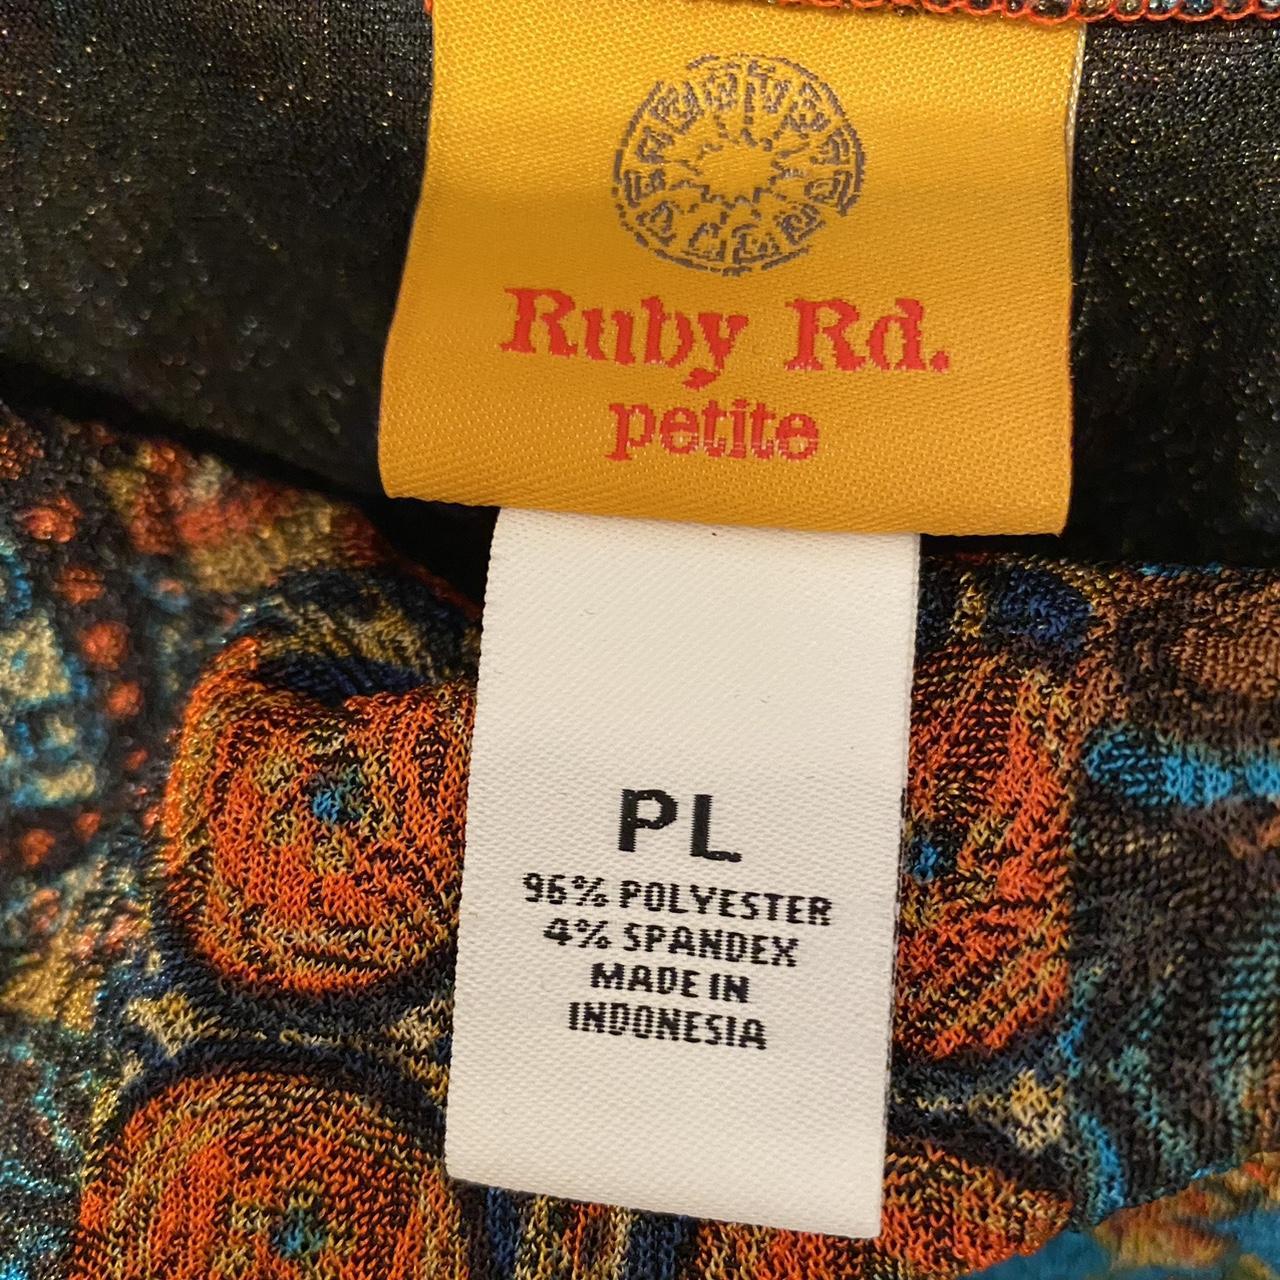 Ruby Rd.
petite
PL
96% POLYESTER
4% SPANDEX
MADE IN
INDONESIA